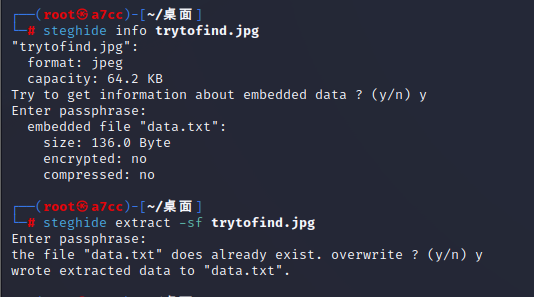 ┌──(root㉿a7cc)-[~/桌面]
└─# steghide info trytofind.jpg
"trytofind.jpg":
  format: jpeg
  capacity: 64.2 KB
Try to get information about embedded data ? (y/n) y
Enter passphrase:
  embedded file "data.txt":
    size: 136.0 Byte
    encrypted: no
    compressed: no
┌──(root㉿a7cc)-[~/桌面]
└─# steghide extract -sf trytofind.jpg
Enter passphrase:
the file "data.txt" does already exist. overwrite ? (y/n) y
wrote extracted data to "data.txt".